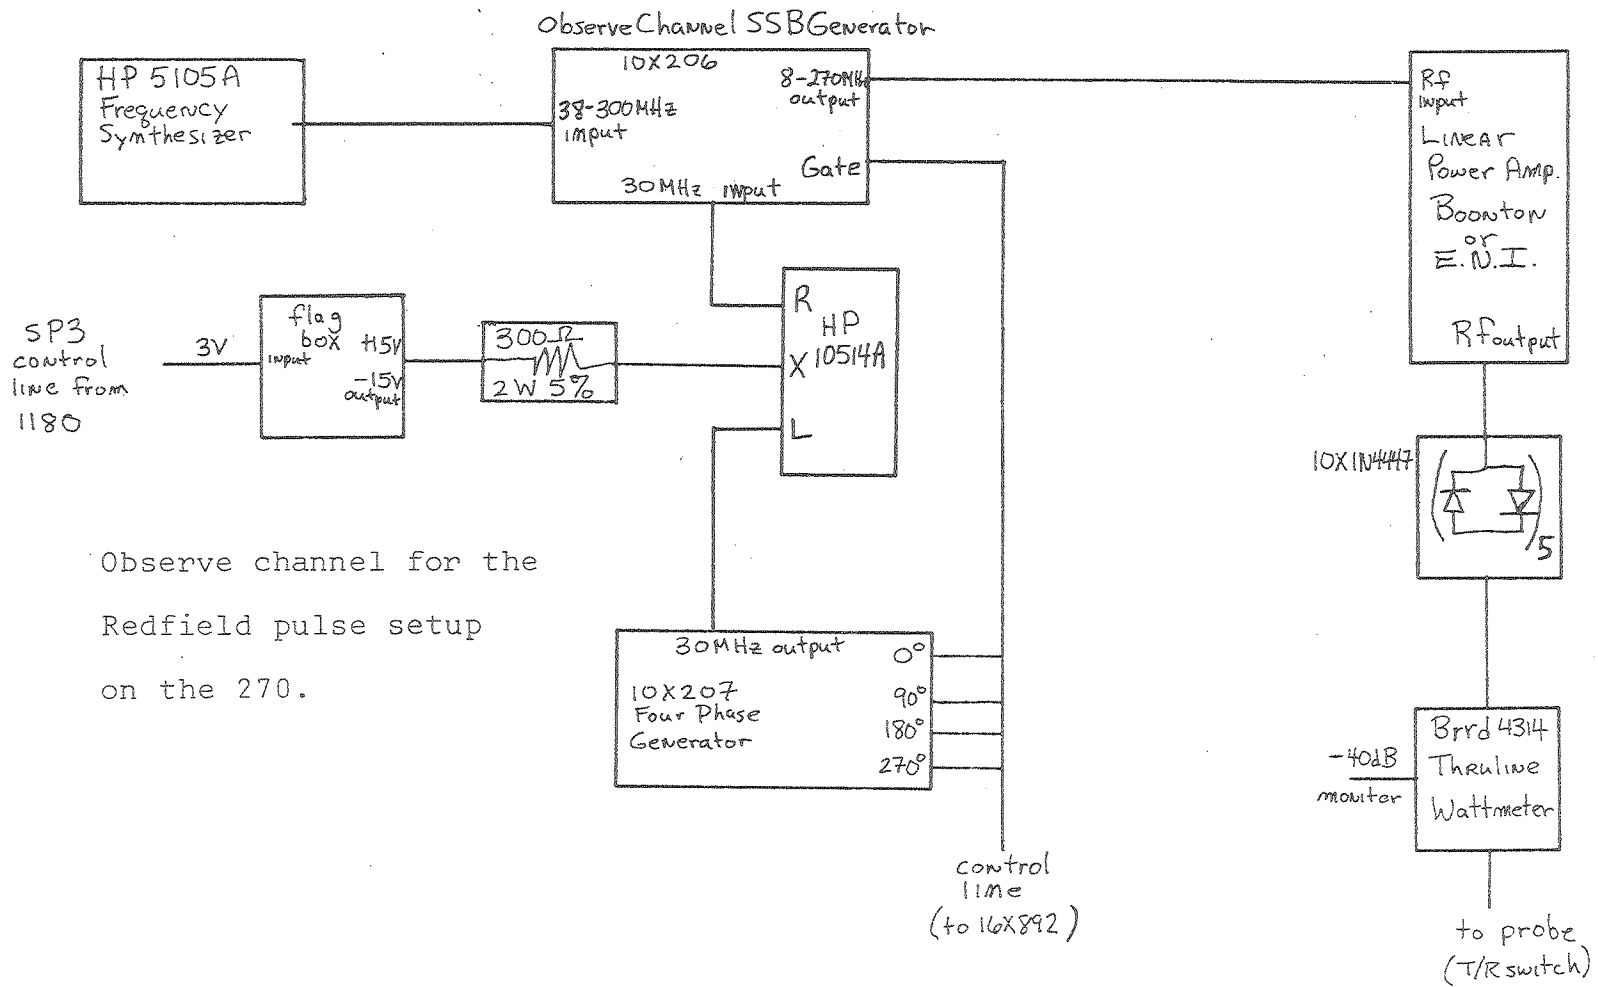 Observe Channel SSB Generator
HP 5105A
Frequency
Synthesizer
10X206
38-300MHz
input
8-270MHz
output
Gate
30MHz input
Rf
input
Linear
Power Amp.
Boonton
or
E.N.I.
Rf output
SP3
control
line from
1180
3V
flag
box
input
+15V
-15V
output
300Ω
2W 5%
R
HP
10514A
X
L
10X1N4447
5
Observe channel for the
Redfield pulse setup
on the 270.
30MHz output
10X207
Four Phase
Generator
0°
90°
180°
270°
control
line
(to 16X892)
-40dB
moniter
Brrd 4314
Thruline
Wattmeter
to probe
(T/R switch)